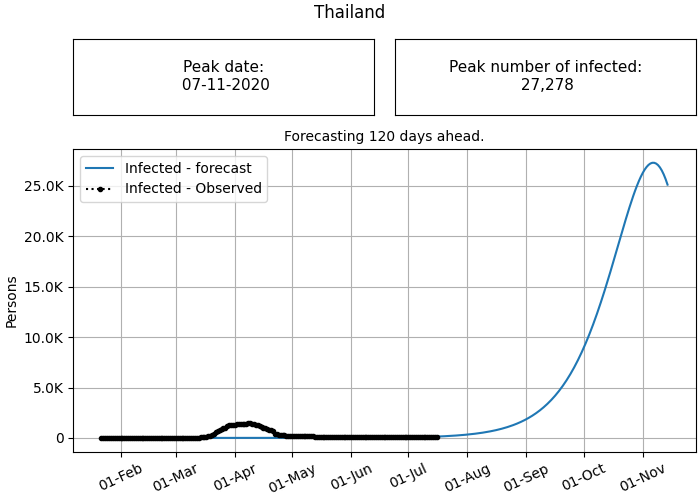 Thailand
Peak date:
07-11-2020
Peak number of infected:
27,278
Forecasting 120 days ahead.
Infected - forecast
Infected - Observed
Persons
25.0K
20.0K
15.0K
10.0K
5.0K
0
01-Feb
01-Mar
01-Apr
01-May
01-Jun
01-Jul
01-Aug
01-Sep
01-Oct
01-Nov